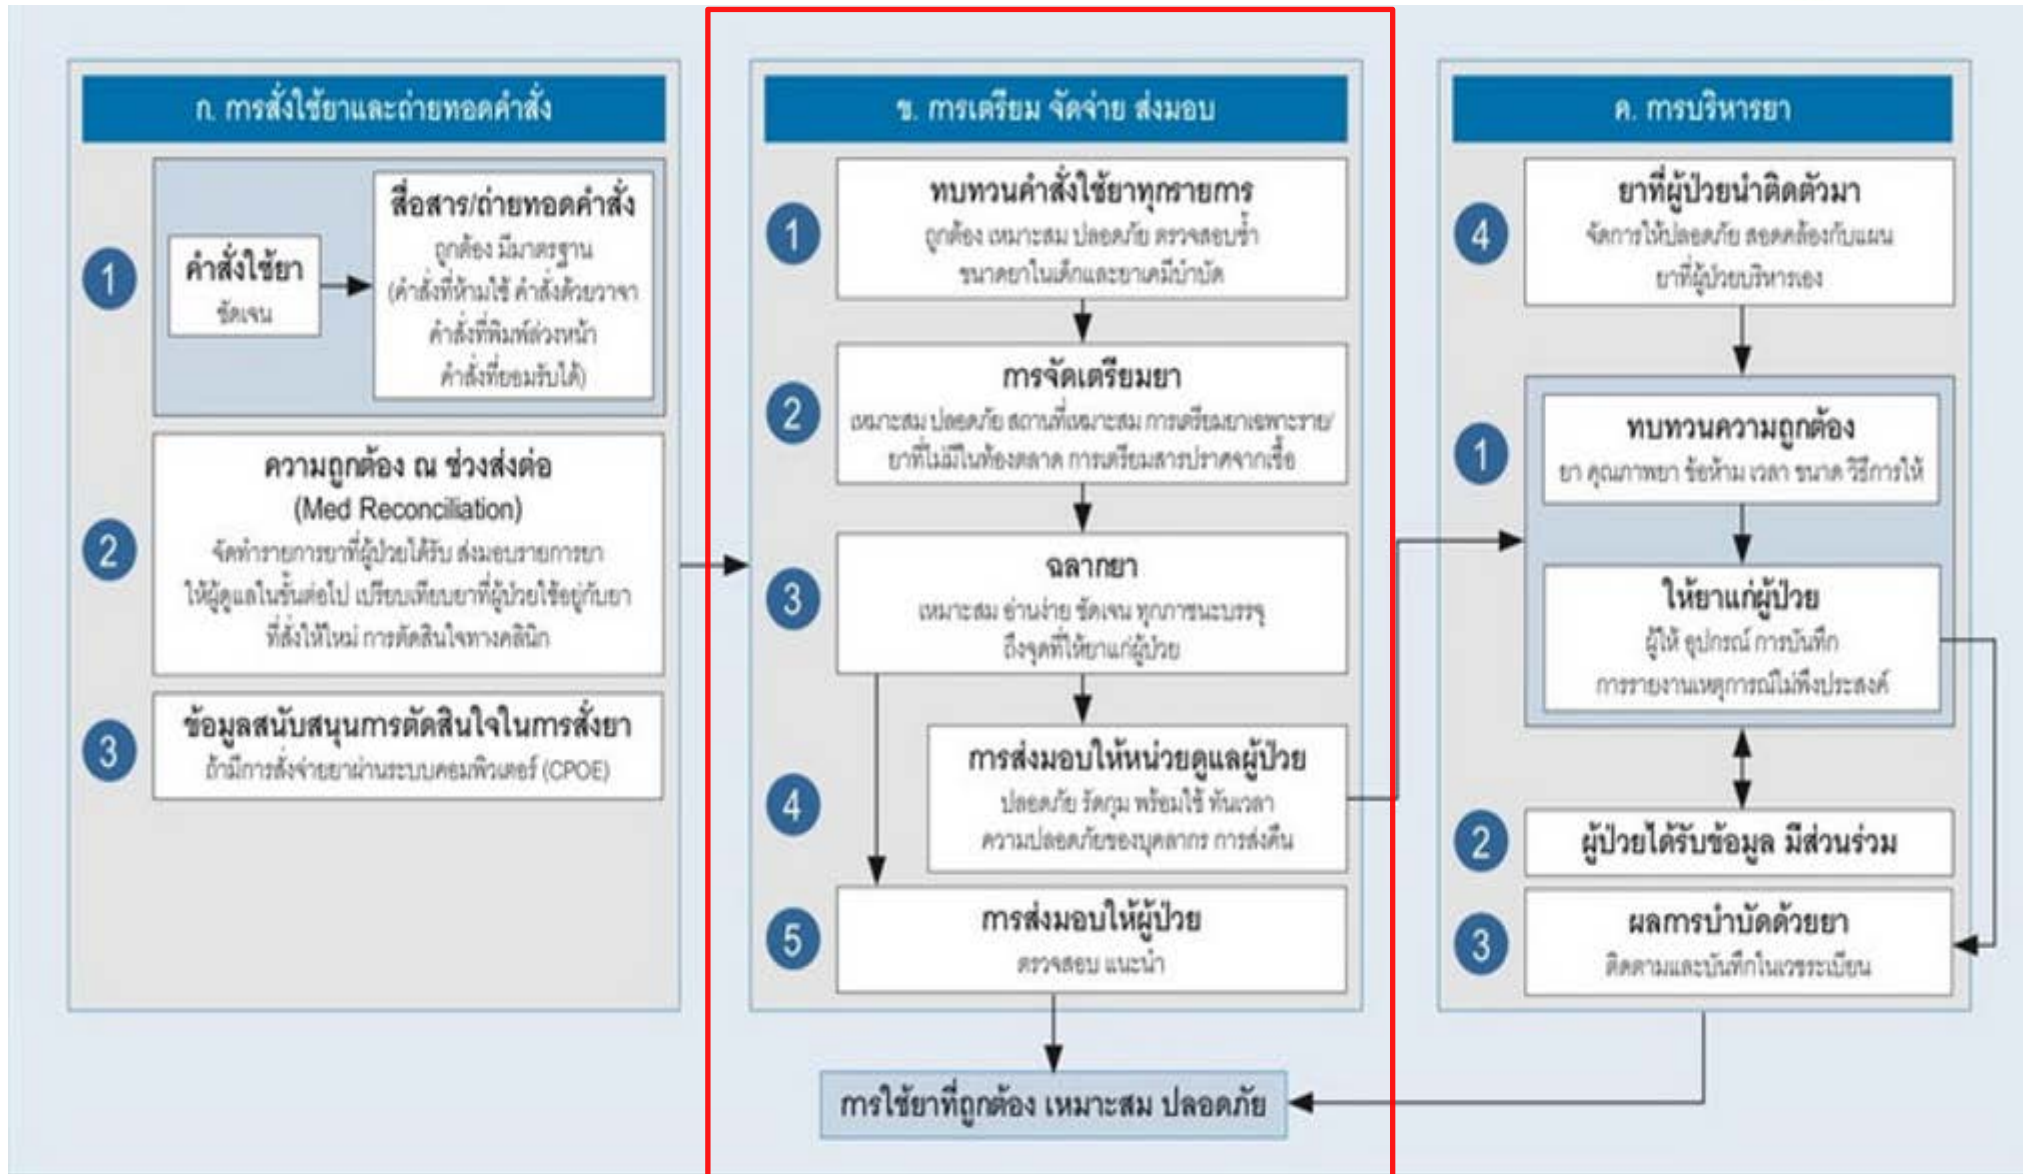 ก. การสั่งใช้ยาและถ่ายทอดคำสั่ง
1
คำสั่งใช้ยา
ชัดเจน
สื่อสาร/ถ่ายทอดคำสั่ง
ถูกต้อง มีมาตรฐาน
(คำสั่งที่ห้ามใช้ คำสั่งด้วยวาจา
คำสั่งที่พิมพ์ล่วงหน้า
คำสั่งที่ยอมรับได้)
2
ความถูกต้อง ณ ช่วงส่งต่อ
(Med Reconciliation)
จัดทำรายการยาที่ผู้ป่วยได้รับ ส่งมอบรายการยา
ให้ผู้ดูแลในขั้นต่อไป เปรียบเทียบยาที่ผู้ป่วยใช้อยู่กับยา
ที่สั่งให้ใหม่ การตัดสินใจทางคลินิก
3
ข้อมูลสนับสนุนการตัดสินใจในการสั่งยา
ถ้ามีการสั่งจ่ายยาผ่านระบบคอมพิวเตอร์ (CPOE)
ข. การเตรียม จัดจ่าย ส่งมอบ
1
ทบทวนคำสั่งใช้ยาทุกรายการ
ถูกต้อง เหมาะสม ปลอดภัย ตรวจสอบซ้ำ
ขนาดยาในเด็กและยาเคมีบำบัด
2
การจัดเตรียมยา
เหมาะสม ปลอดภัย สถานที่เหมาะสม การเตรียมยาเฉพาะราย/
ยาที่ไม่มีในท้องตลาด การเตรียมสารปราศจากเชื้อ
3
ฉลากยา
เหมาะสม อ่านง่าย ชัดเจน ทุกภาชนะบรรจุ
ถึงจุดที่ให้ยาแก่ผู้ป่วย
4
การส่งมอบให้หน่วยดูแลผู้ป่วย
ปลอดภัย รัดกุม พร้อมใช้ ทันเวลา
ความปลอดภัยของบุคลากร การส่งคืน
5
การส่งมอบให้ผู้ป่วย
ตรวจสอบ แนะนำ
ค. การบริหารยา
4
ยาที่ผู้ป่วยนำติดตัวมา
จัดการให้ปลอดภัย สอดคล้องกับแผน
ยาที่ผู้ป่วยบริหารเอง
1
ทบทวนความถูกต้อง
ยา คุณภาพยา ข้อห้าม เวลา ขนาด วิธีการให้
ให้ยาแก่ผู้ป่วย
ผู้ให้ อุปกรณ์ การบันทึก
การรายงานเหตุการณ์ไม่พึงประสงค์
2
ผู้ป่วยได้รับข้อมูล มีส่วนร่วม
3
ผลการบำบัดด้วยยา
ติดตามและบันทึกในเวชระเบียน
การใช้ยาที่ถูกต้อง เหมาะสม ปลอดภัย